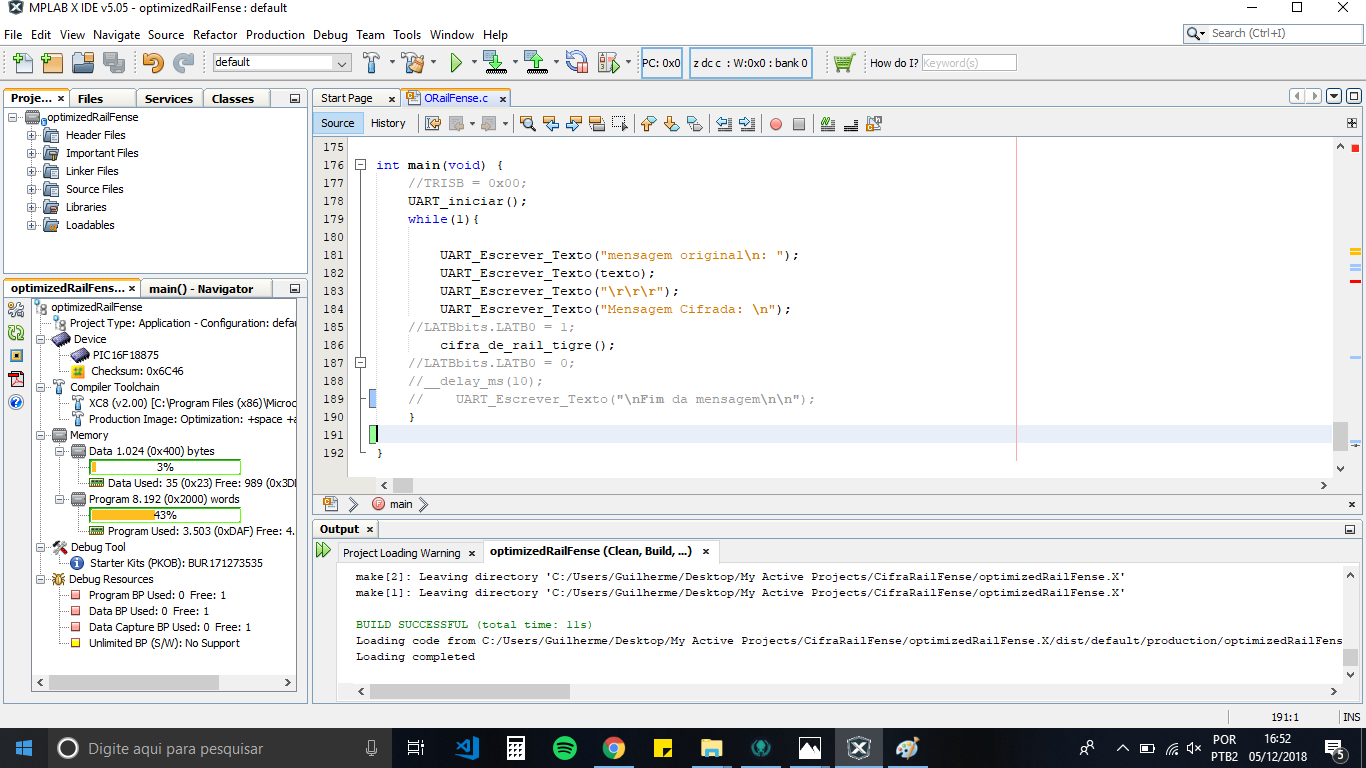 MPLAB X IDE v5.05 - optimizedRailFense : default
File Edit View Navigate Source Refactor Production Debug Team Tools Window Help
Search (Ctrl+I)
default
PC: 0x0
z dc c : W:0x0 : bank 0
How do I?
Keyword(s)
Proje...
Files
Services
Classes
optimizedRailFense
Header Files
Important Files
Linker Files
Source Files
Libraries
Loadables
optimizedRailFens...
main() - Navigator
optimizedRailFense
Project Type: Application - Configuration: defau
Device
PIC16F18875
Checksum: 0x6C46
Compiler Toolchain
XC8 (v2.00) [C:\Program Files (x86)\Microc
Production Image: Optimization: +space +a
Memory
Data 1.024 (0x400) bytes
3%
Data Used: 35 (0x23) Free: 989 (0x3DD
Program 8.192 (0x2000) words
43%
Program Used: 3.503 (0xDAF) Free: 4.
Debug Tool
Starter Kits (PKOB): BUR171273535
Debug Resources
Program BP Used: 0 Free: 1
Data BP Used: 0 Free: 1
Data Capture BP Used: 0 Free: 1
Unlimited BP (S/W): No Support
Start Page
ORailFense.c
Source
History
175
176 int main(void) {
177 //TRISB = 0x00;
178 UART_iniciar();
179 while(1){
180
181 UART_Escrever_Texto("mensagem original\n: ");
182 UART_Escrever_Texto(texto);
183 UART_Escrever_Texto("\r\r\r");
184 UART_Escrever_Texto("Mensagem Cifrada: \n");
185 //LATBbits.LATB0 = 1;
186 cifra_de_rail_tigre();
187 //LATBbits.LATB0 = 0;
188 //__delay_ms(10);
189 // UART_Escrever_Texto("\nFim da mensagem\n\n");
190 }
191
192 }
main
Output
Project Loading Warning
optimizedRailFense (Clean, Build, ...)
make[2]: Leaving directory 'C:/Users/Guilherme/Desktop/My Active Projects/CifraRailFense/optimizedRailFense.X'
make[1]: Leaving directory 'C:/Users/Guilherme/Desktop/My Active Projects/CifraRailFense/optimizedRailFense.X'
BUILD SUCCESSFUL (total time: 11s)
Loading code from C:/Users/Guilherme/Desktop/My Active Projects/CifraRailFense/optimizedRailFense.X/dist/default/production/optimizedRailFens
Loading completed
191:1
INS
Digite aqui para pesquisar
POR
PTB2
16:52
05/12/2018
5